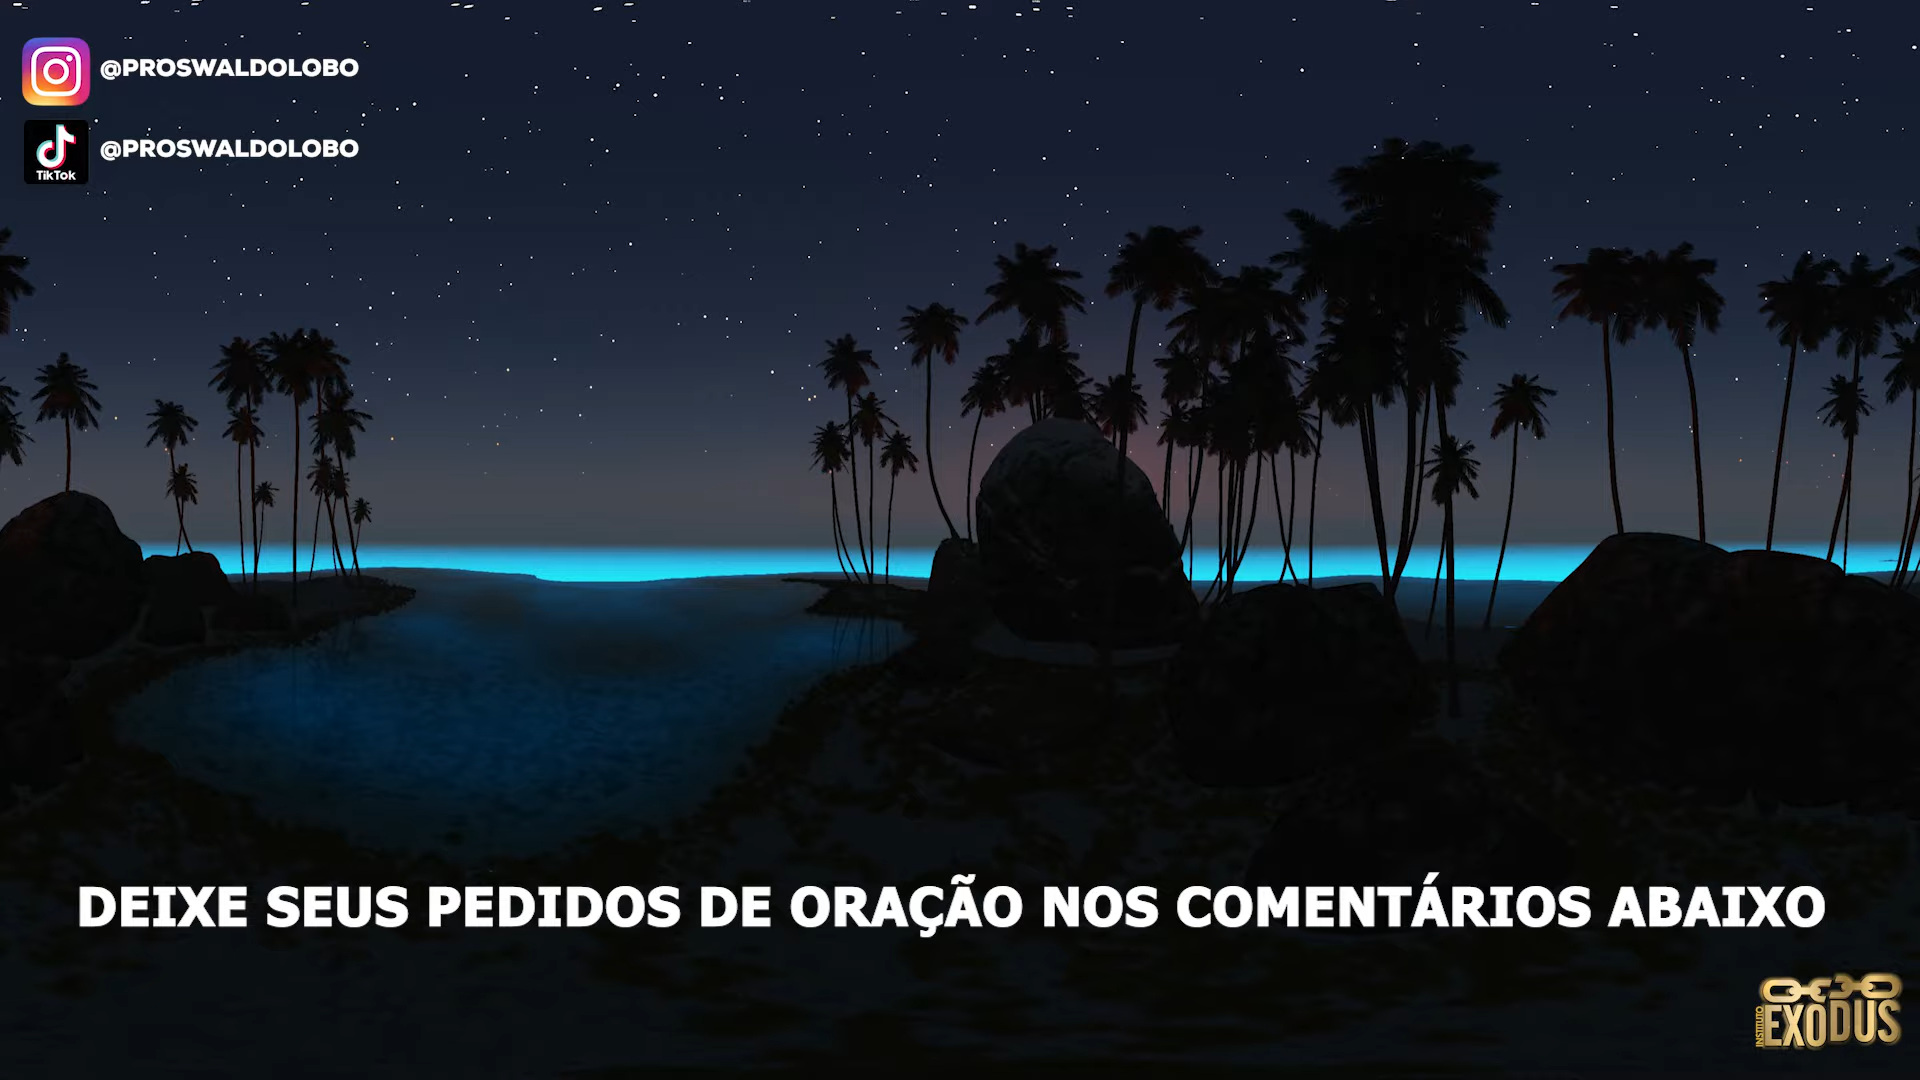 @PROSWALDOLOBO
TikTok
@PROSWALDOLOBO
DEIXE SEUS PEDIDOS DE ORAÇÃO NOS COMENTÁRIOS ABAIXO
INSTITUTO
EXODUS